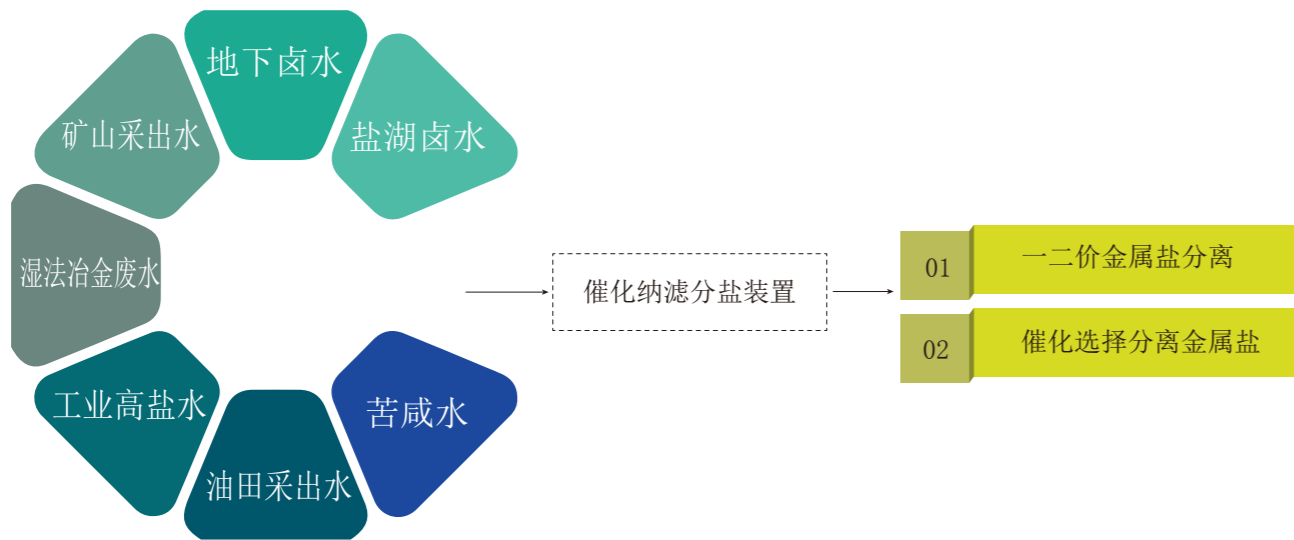 地下卤水
盐湖卤水
矿山采出水
湿法冶金废水
工业高盐水
油田采出水
苦咸水
催化纳滤分盐装置
01
一二价金属盐分离
02
催化选择分离金属盐